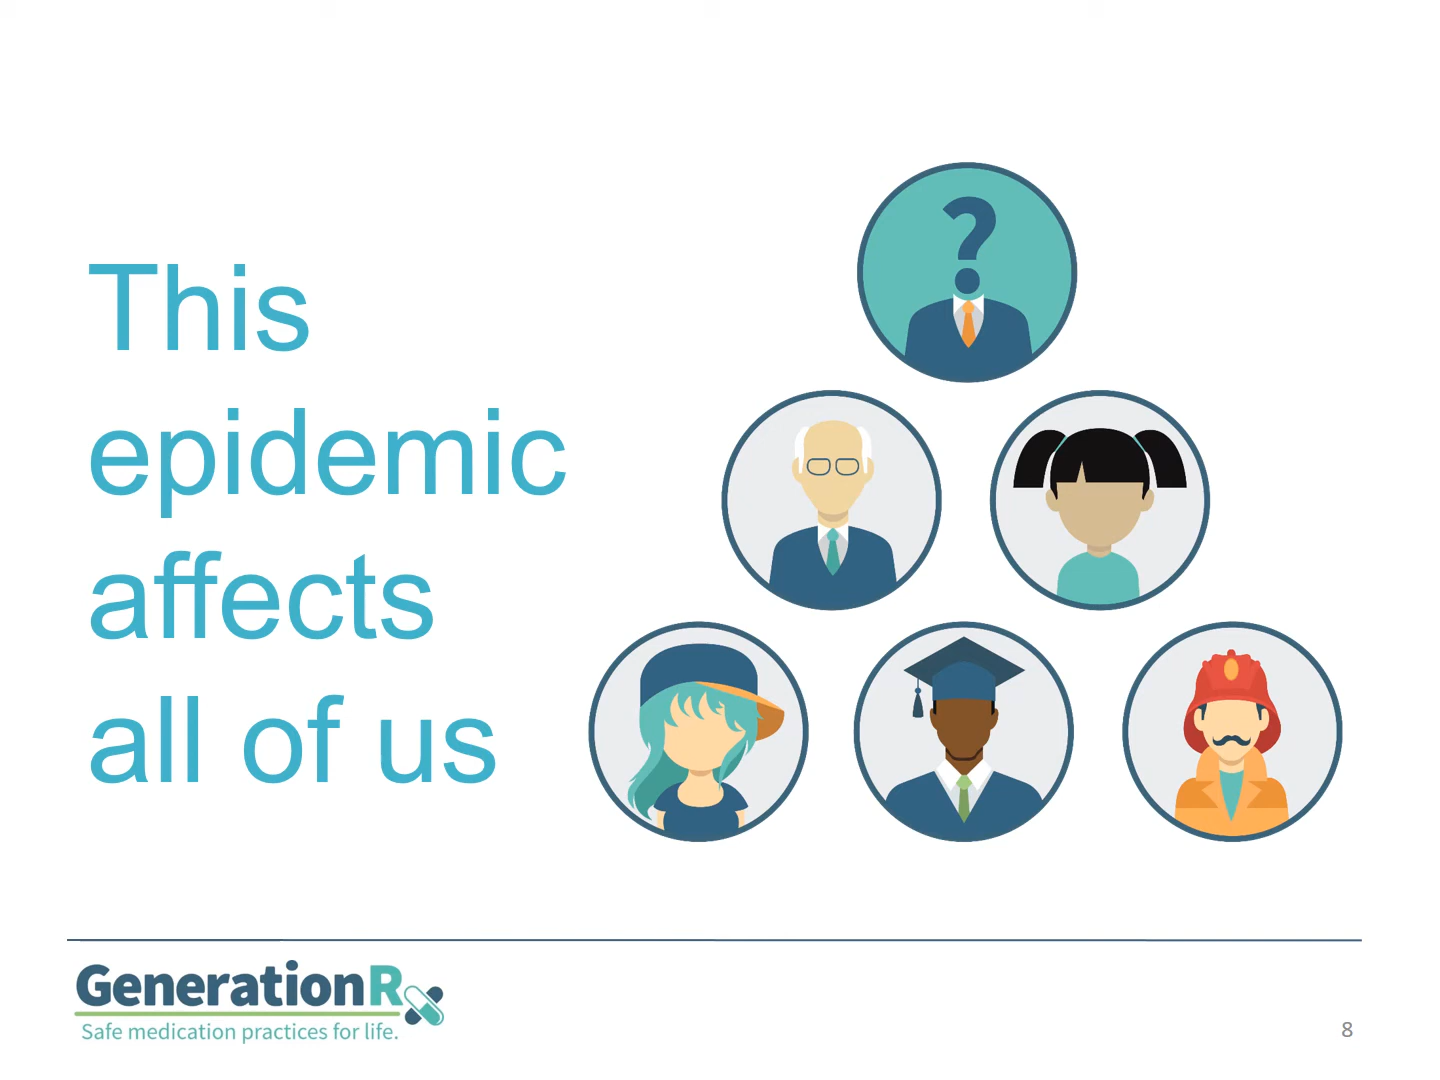 This
epidemic
affects
all of us
?
GenerationRx
Safe medication practices for life.
8